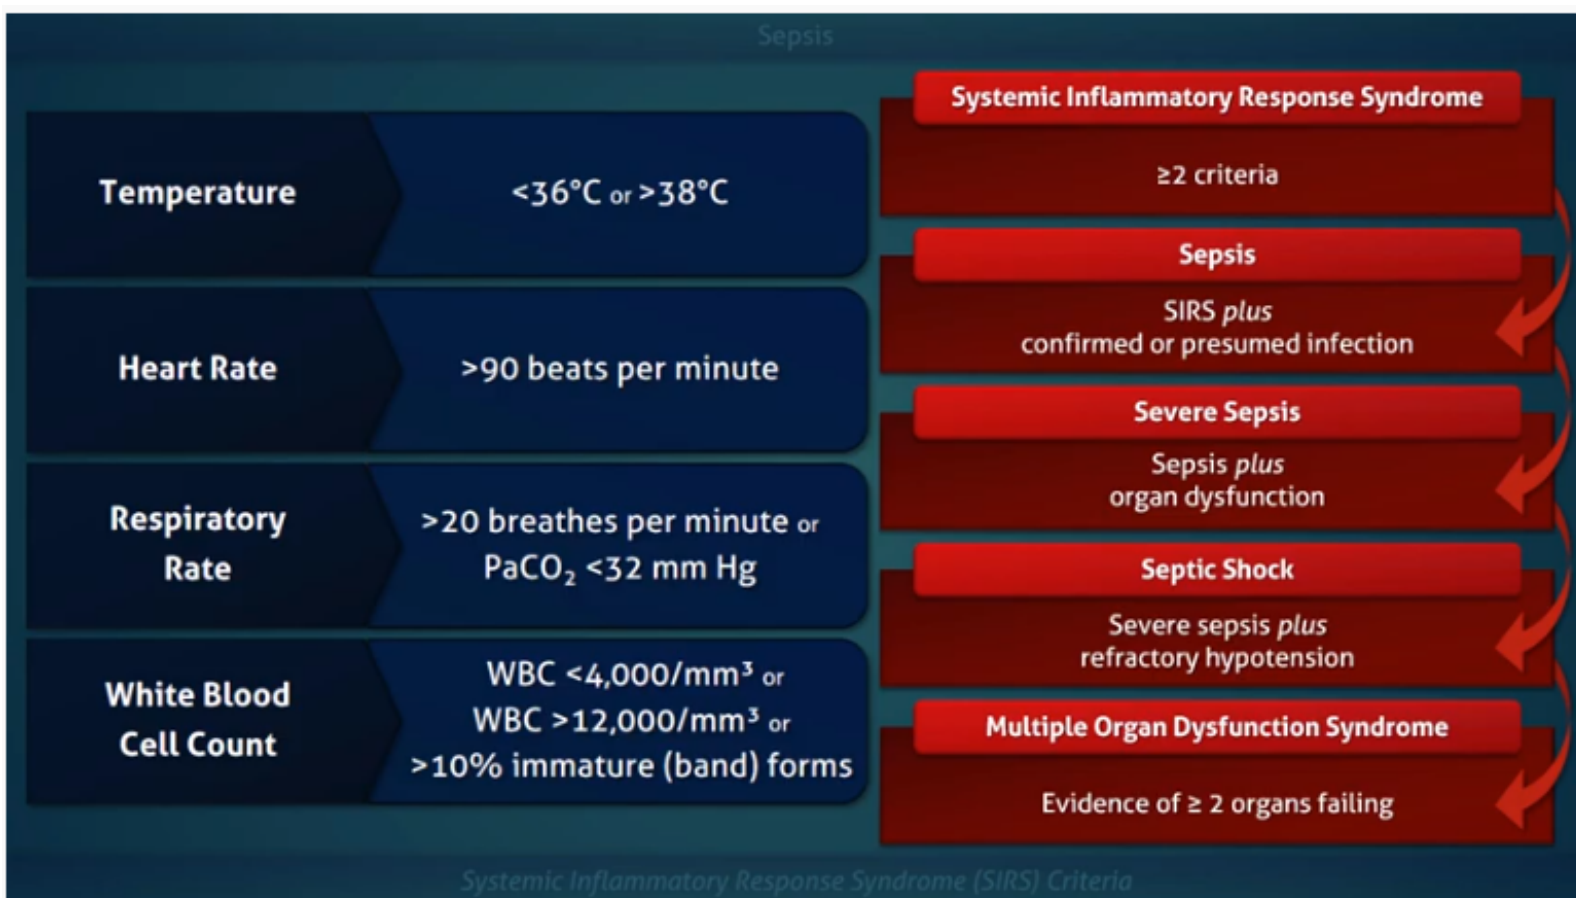 Sepsis
Temperature
<36°C or >38°C
Heart Rate
>90 beats per minute
Respiratory
Rate
>20 breathes per minute or
PaCO₂ <32 mm Hg
White Blood
Cell Count
WBC <4,000/mm³ or
WBC >12,000/mm³ or
>10% immature (band) forms
Systemic Inflammatory Response Syndrome
≥2 criteria
Sepsis
SIRS plus
confirmed or presumed infection
Severe Sepsis
Sepsis plus
organ dysfunction
Septic Shock
Severe sepsis plus
refractory hypotension
Multiple Organ Dysfunction Syndrome
Evidence of ≥ 2 organs failing
Systemic Inflammatory Response Syndrome (SIRS) Criteria